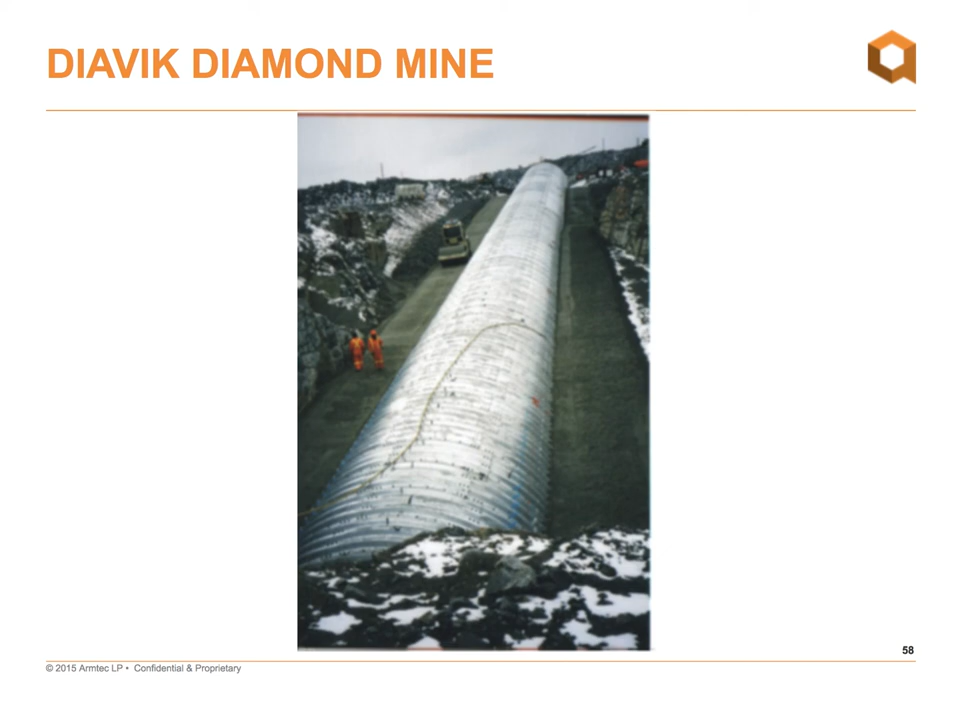 DIAVIK DIAMOND MINE
58
© 2015 Armtec LP • Confidential & Proprietary